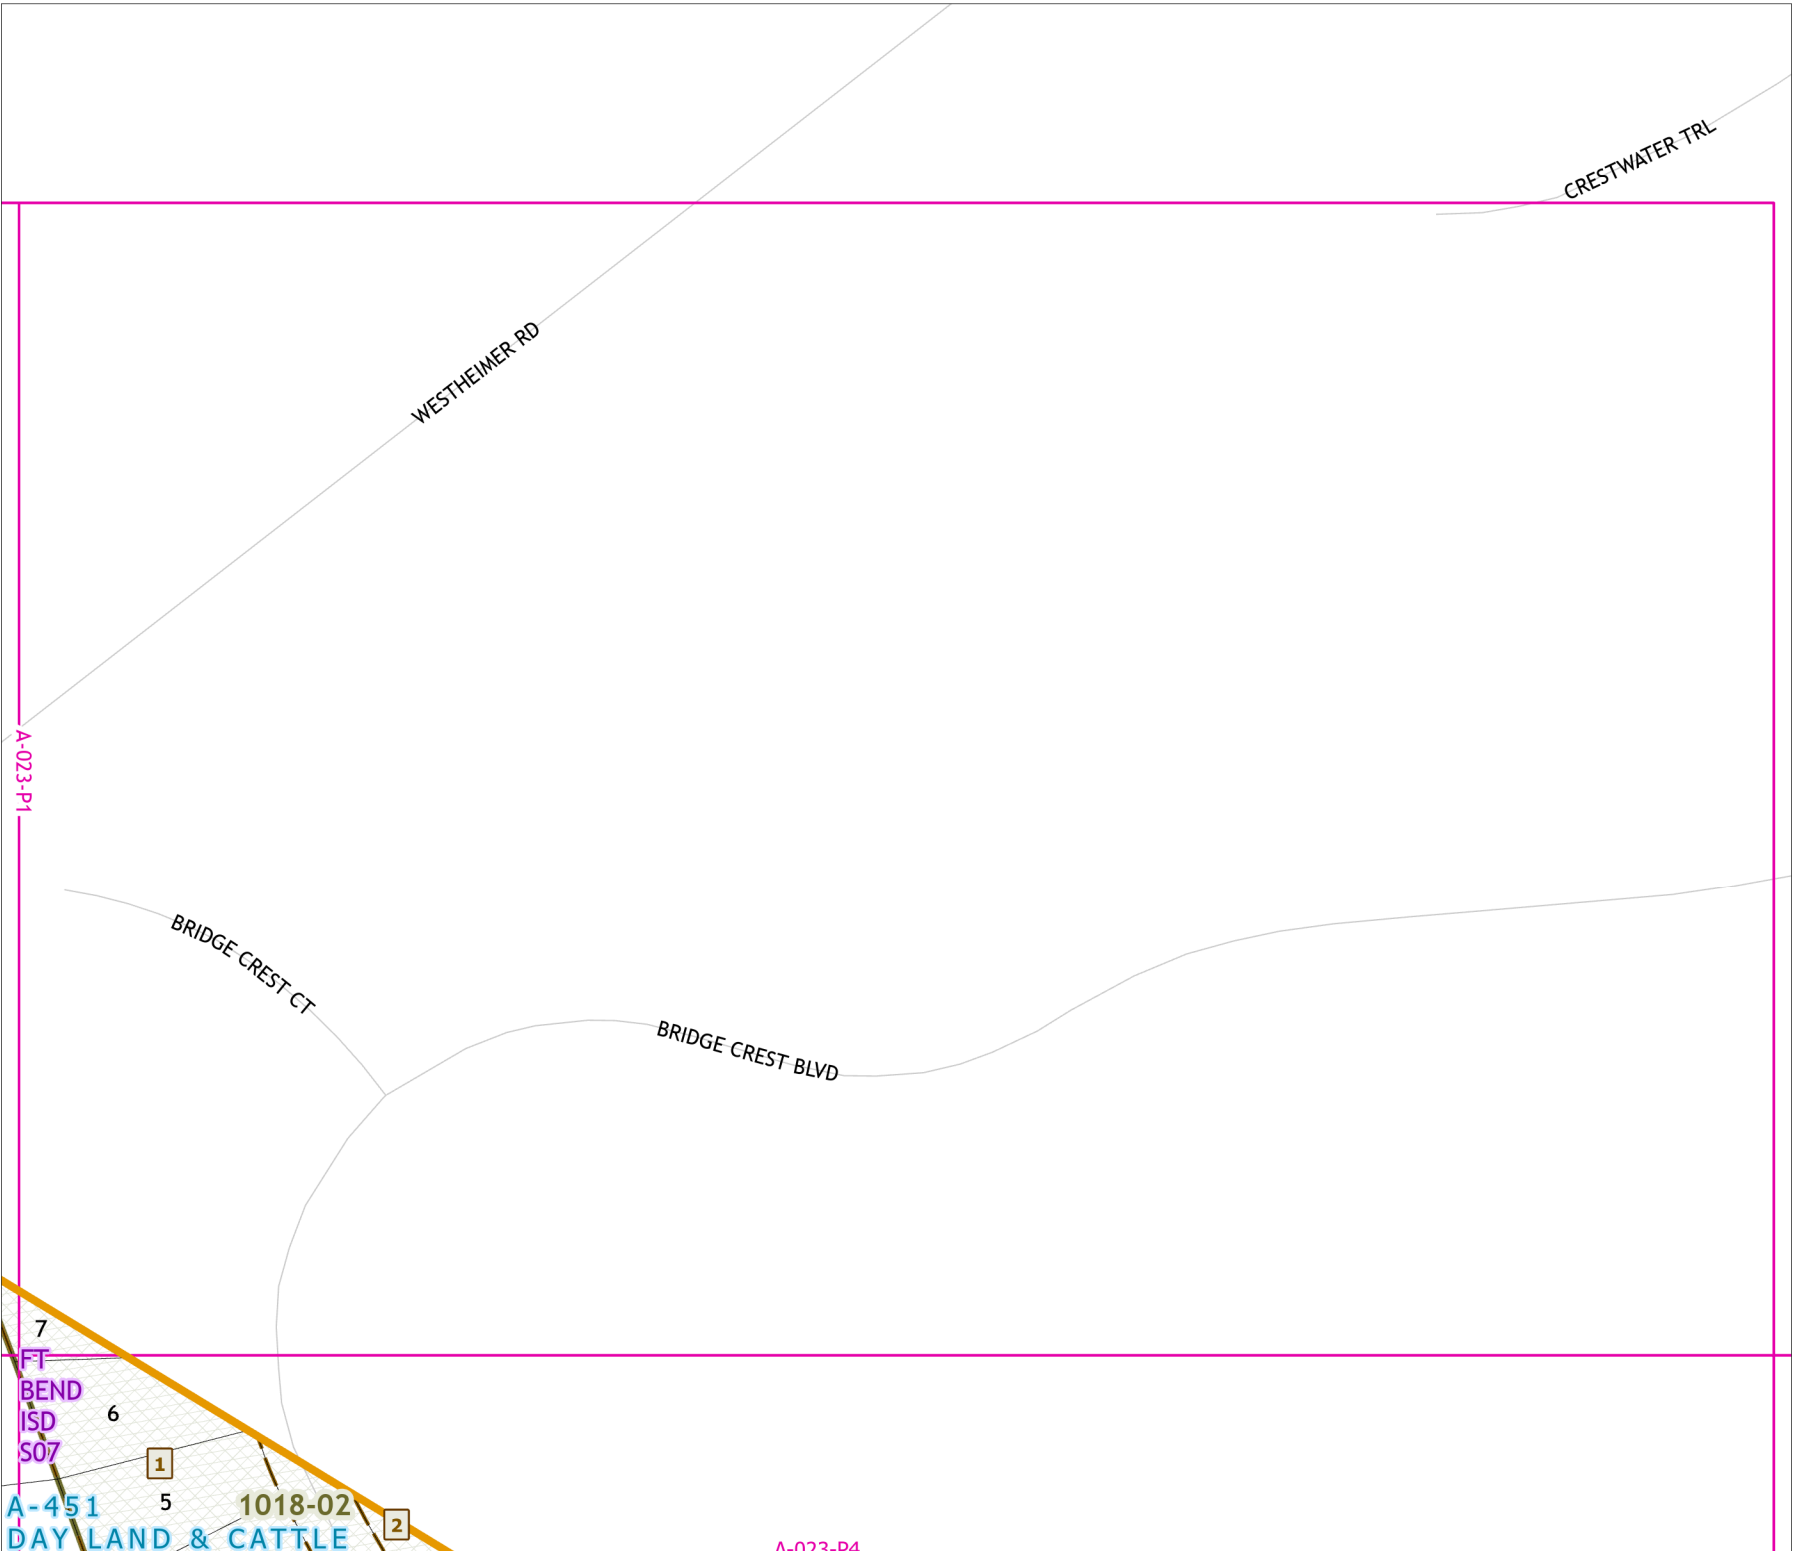 CRESTWATER TRL
WESTHEIMER RD
A-023-P1
BRIDGE CREST CT
BRIDGE CREST BLVD
7
FT
BEND
ISD
S07
6
1
5
1018-02
2
A-451
DAY LAND & CATTLE
A-023-P4